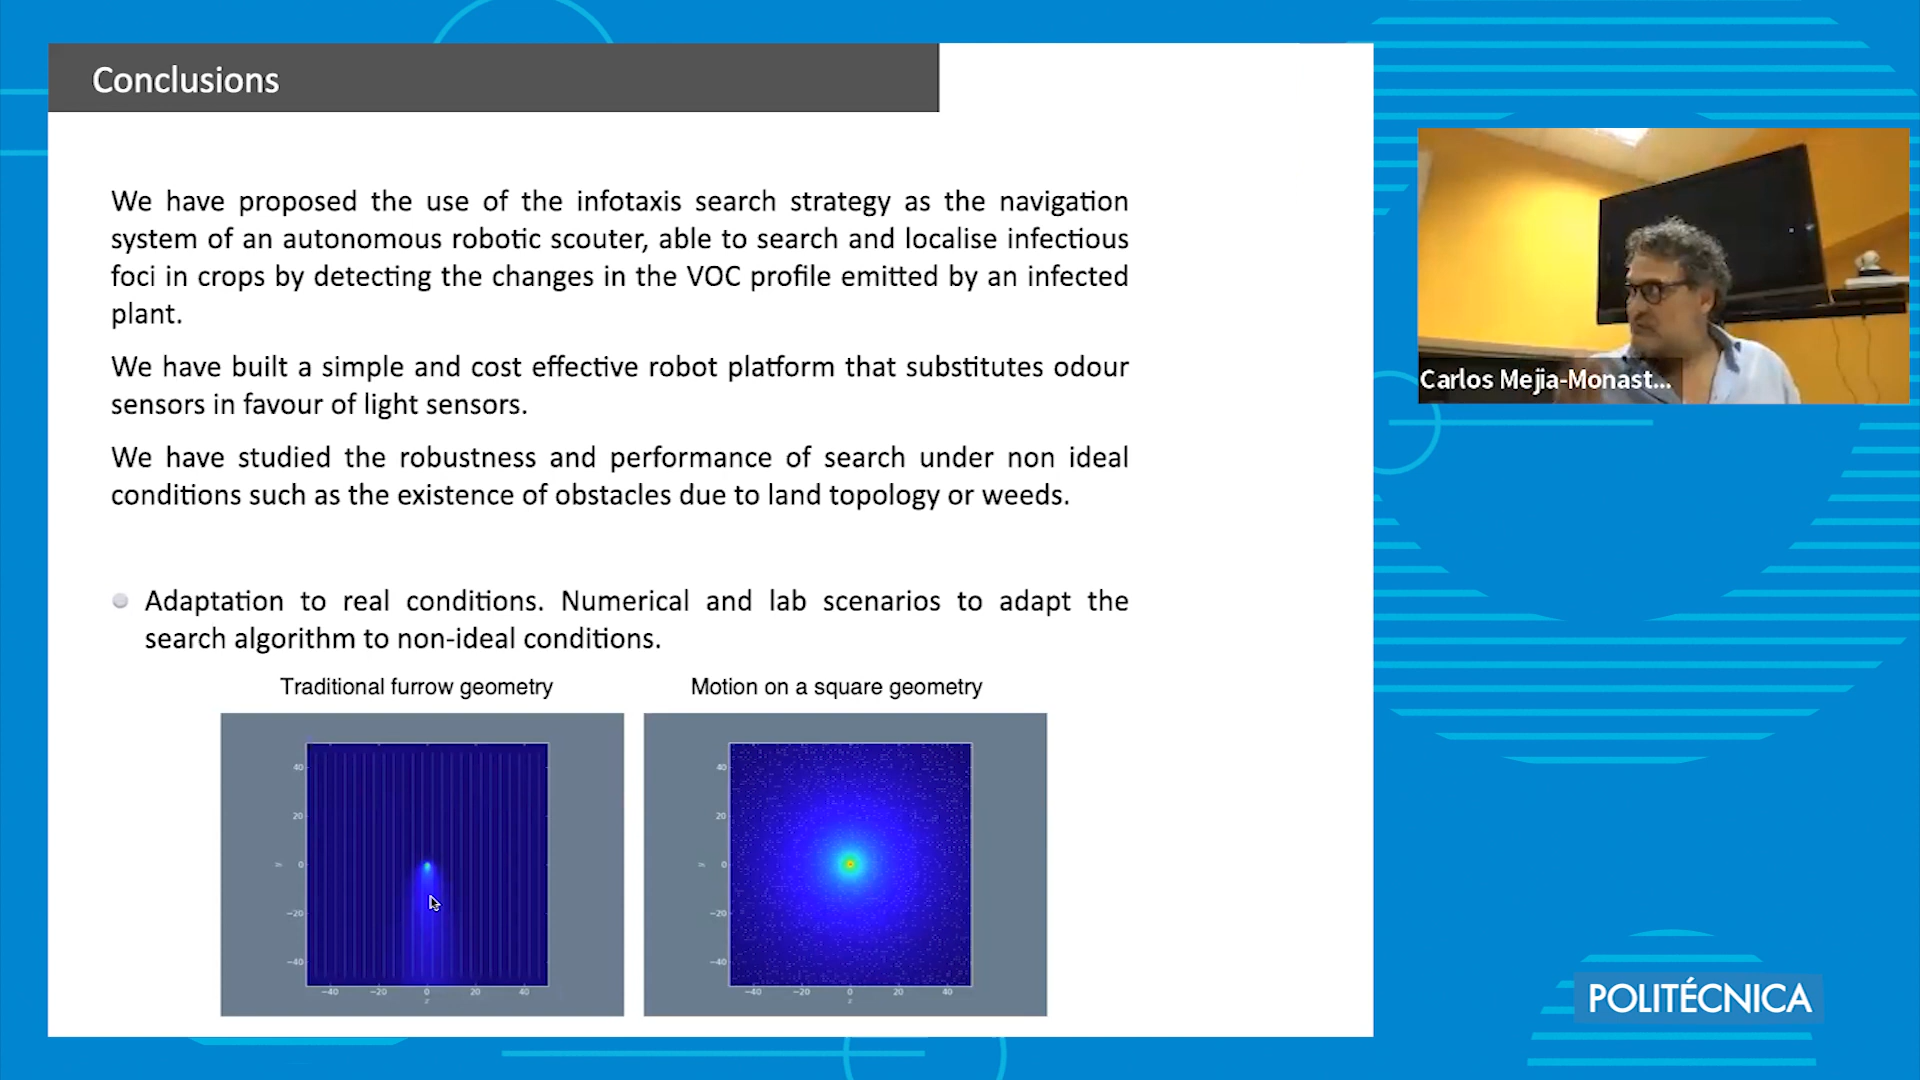 Conclusions
We have proposed the use of the infotaxis search strategy as the navigation
system of an autonomous robotic scouter, able to search and localise infectious
foci in crops by detecting the changes in the VOC profile emitted by an infected
plant.
We have built a simple and cost effective robot platform that substitutes odour
sensors in favour of light sensors.
We have studied the robustness and performance of search under non ideal
conditions such as the existence of obstacles due to land topology or weeds.
Adaptation to real conditions. Numerical and lab scenarios to adapt the
search algorithm to non-ideal conditions.
Traditional furrow geometry
40
20
0
−20
−40
−40 −20 0 20 40
Motion on a square geometry
40
20
0
−20
−40
−40 −20 0 20 40
Carlos Mejia-Monast...
POLITÉCNICA